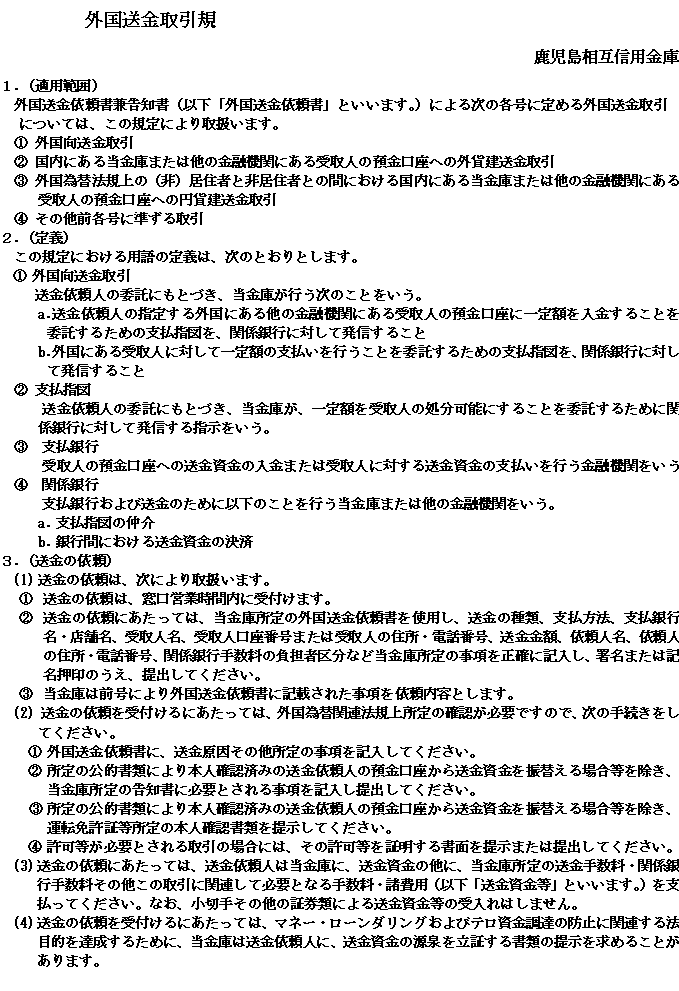 外国送金取引規
鹿児島相互信用金庫
１．（適用範囲）
外国送金依頼書兼告知書（以下「外国送金依頼書」といいます。）による次の各号に定める外国送金取引
については、この規定により取扱います。
① 外国向送金取引
② 国内にある当金庫または他の金融機関にある受取人の預金口座への外貨建送金取引
③ 外国為替法規上の（非）居住者と非居住者との間における国内にある当金庫または他の金融機関にある
受取人の預金口座への円貨建送金取引
④ その他前各号に準ずる取引
２．（定義）
この規定における用語の定義は、次のとおりとします。
① 外国向送金取引
送金依頼人の委託にもとづき、当金庫が行う次のことをいう。
a.送金依頼人の指定する外国にある他の金融機関にある受取人の預金口座に一定額を入金することを
委託するための支払指図を、関係銀行に対して発信すること
b.外国にある受取人に対して一定額の支払いを行うことを委託するための支払指図を、関係銀行に対し
て発信すること
② 支払指図
送金依頼人の委託にもとづき、当金庫が、一定額を受取人の処分可能にすることを委託するために関
係銀行に対して発信する指示をいう。
③ 支払銀行
受取人の預金口座への送金資金の入金または受取人に対する送金資金の支払いを行う金融機関をいう
④ 関係銀行
支払銀行および送金のために以下のことを行う当金庫または他の金融機関をいう。
a. 支払指図の仲介
b. 銀行間における送金資金の決済
３．（送金の依頼）
(1) 送金の依頼は、次により取扱います。
① 送金の依頼は、窓口営業時間内に受付けます。
② 送金の依頼にあたっては、当金庫所定の外国送金依頼書を使用し、送金の種類、支払方法、支払銀行
名・店舗名、受取人名、受取人口座番号または受取人の住所・電話番号、送金金額、依頼人名、依頼人
の住所・電話番号、関係銀行手数料の負担者区分など当金庫所定の事項を正確に記入し、署名または記
名押印のうえ、提出してください。
③ 当金庫は前号により外国送金依頼書に記載された事項を依頼内容とします。
(2) 送金の依頼を受付けるにあたっては、外国為替関連法規上所定の確認が必要ですので、次の手続きをし
てください。
① 外国送金依頼書に、送金原因その他所定の事項を記入してください。
② 所定の公的書類により本人確認済みの送金依頼人の預金口座から送金資金を振替える場合等を除き、
当金庫所定の告知書に必要とされる事項を記入し提出してください。
③ 所定の公的書類により本人確認済みの送金依頼人の預金口座から送金資金を振替える場合等を除き、
運転免許証等所定の本人確認書類を提示してください。
④ 許可等が必要とされる取引の場合には、その許可等を証明する書面を提示または提出してください。
(3) 送金の依頼にあたっては、送金依頼人は当金庫に、送金資金の他に、当金庫所定の送金手数料・関係銀
行手数料その他この取引に関連して必要となる手数料・諸費用（以下「送金資金等」といいます。）を支
払ってください。なお、小切手その他の証券類による送金資金等の受入れはしません。
(4) 送金の依頼を受付けるにあたっては、マネー・ローンダリングおよびテロ資金調達の防止に関連する法
目的を達成するために、当金庫は送金依頼人に、送金資金の源泉を立証する書類の提示を求めることが
あります。